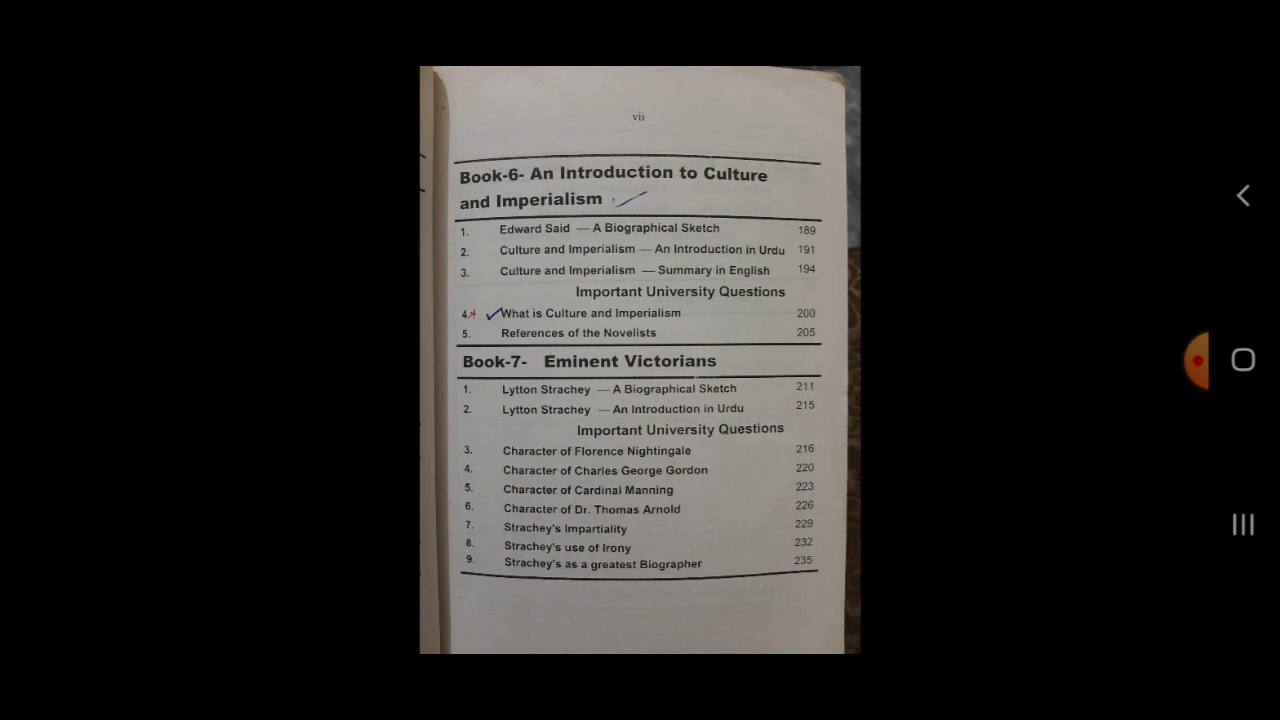 vii
Book-6- An Introduction to Culture
and Imperialism
1. Edward Said — A Biographical Sketch 189
2. Culture and Imperialism — An Introduction in Urdu 191
3. Culture and Imperialism — Summary in English 194
Important University Questions
4. What is Culture and Imperialism 200
5. References of the Novelists 205
Book-7- Eminent Victorians
1. Lytton Strachey — A Biographical Sketch 211
2. Lytton Strachey — An Introduction in Urdu 215
Important University Questions
3. Character of Florence Nightingale 216
4. Character of Charles George Gordon 220
5. Character of Cardinal Manning 223
6. Character of Dr. Thomas Arnold 226
7. Strachey's Impartiality 229
8. Strachey's use of Irony 232
9. Strachey's as a greatest Biographer 235